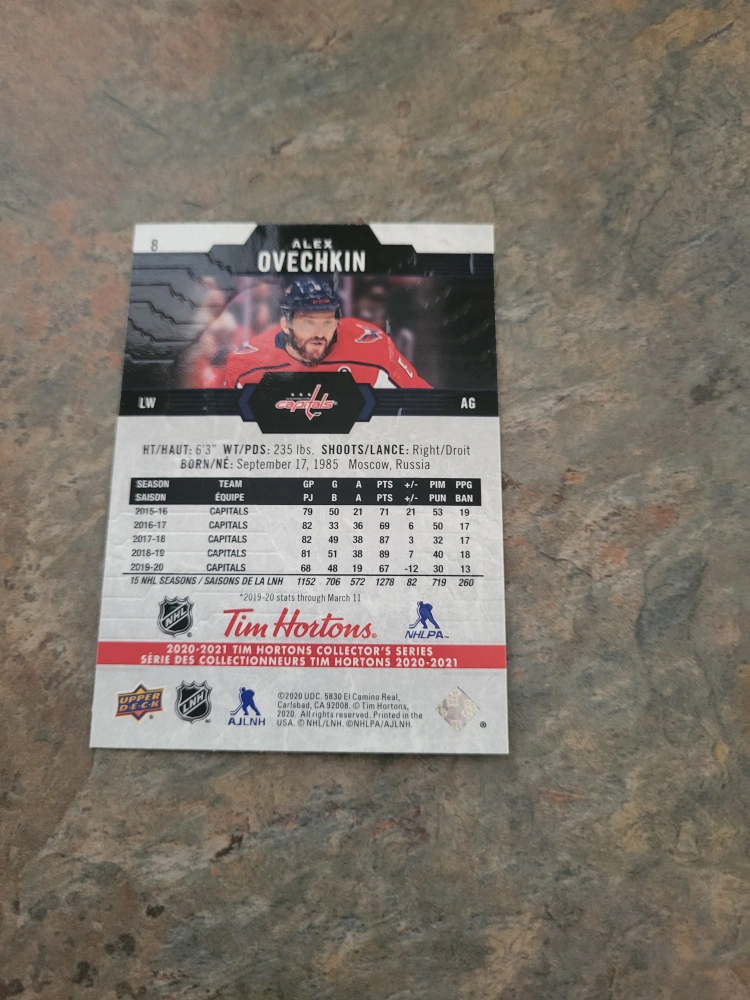 8
ALEX
OVECHKIN
capitals
LW AG
HT/HAUT: 6'3" WT/PDS: 235 lbs. SHOOTS/LANCE: Right/Droit
BORN/NÉ: September 17, 1985 Moscow, Russia
SEASON TEAM GP G A PTS +/- PIM PPG
SAISON ÉQUIPE PJ B A PTS +/- PUN BAN
2015-16 CAPITALS 79 50 21 71 21 53 19
2016-17 CAPITALS 82 33 36 69 6 50 17
2017-18 CAPITALS 82 49 38 87 3 32 17
2018-19 CAPITALS 81 51 38 89 7 40 18
2019-20 CAPITALS 68 48 19 67 -12 30 13
15 NHL SEASONS / SAISONS DE LA LNH 1152 706 572 1278 82 719 260
*2019-20 stats through March 11
NHL Tim Hortons® NHLPA™
2020-2021 TIM HORTONS COLLECTOR'S SERIES
SÉRIE DES COLLECTIONNEURS TIM HORTONS 2020-2021
UPPER DECK LNH AJLNH
©2020 UDC. 5830 El Camino Real,
Carlsbad, CA 92008. © Tim Hortons,
2020. All rights reserved. Printed in the
USA. © NHL/LNH. ©NHLPA/AJLNH.
®